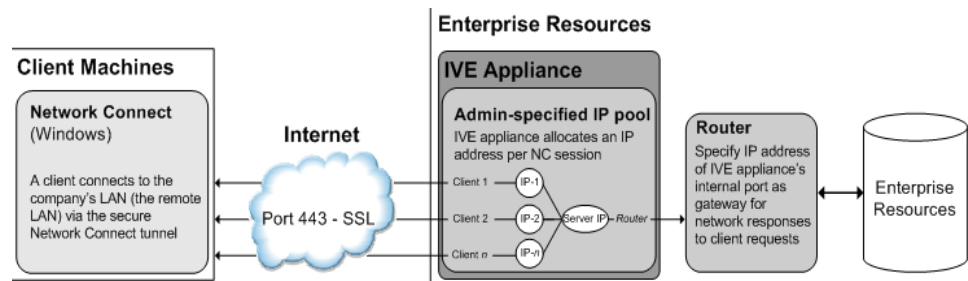 Enterprise Resources
Client Machines
Network Connect
(Windows)
A client connects to the
company's LAN (the remote
LAN) via the secure
Network Connect tunnel
Internet
Port 443 - SSL
IVE Appliance
Admin-specified IP pool
IVE appliance allocates an IP
address per NC session
Client 1
IP-1
Client 2
IP-2
Server IP
Router
Client n
IP-n
Router
Specify IP address
of IVE appliance's
internal port as
gateway for
network responses
to client requests
Enterprise
Resources